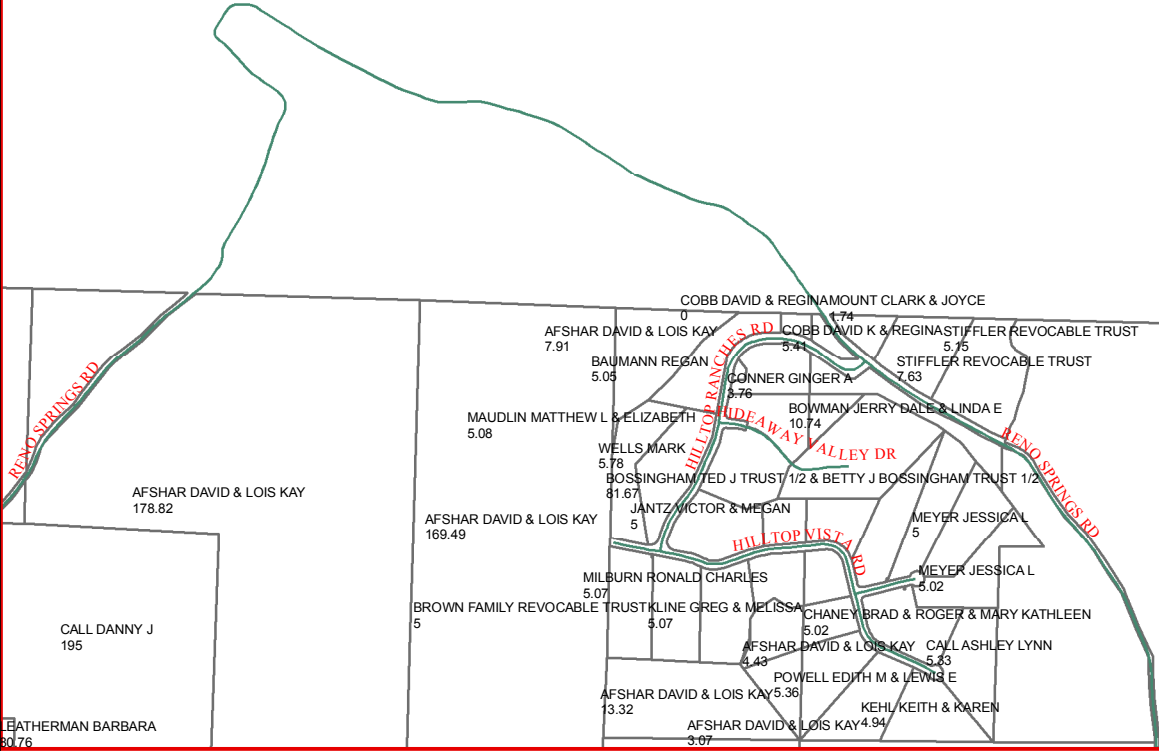 COBB DAVID & REGINA
0
MOUNT CLARK & JOYCE
1.74
AFSHAR DAVID & LOIS KAY
7.91
HILLTOP RANCHES RD
COBB DAVID K & REGINA
5.41
STIFFLER REVOCABLE TRUST
5.15
BAUMANN REGAN
5.05
STIFFLER REVOCABLE TRUST
7.63
RENO SPRINGS RD
CONNER GINGER A
3.76
BOWMAN JERRY DALE & LINDA E
10.74
MAUDLIN MATTHEW L & ELIZABETH
5.08
HIDEAWAY VALLEY DR
RENO SPRINGS RD
WELLS MARK
5.78
BOSSINGHAM TED J TRUST 1/2 & BETTY J BOSSINGHAM TRUST 1/2
81.67
AFSHAR DAVID & LOIS KAY
178.82
JANTZ VICTOR & MEGAN
5
AFSHAR DAVID & LOIS KAY
169.49
MEYER JESSICA L
5
HILLTOP VISTA RD
MEYER JESSICA L
5.02
MILBURN RONALD CHARLES
5.07
BROWN FAMILY REVOCABLE TRUST
5
KLINE GREG & MELISSA
5.07
CHANEY BRAD & ROGER & MARY KATHLEEN
5.02
CALL DANNY J
195
AFSHAR DAVID & LOIS KAY
4.43
CALL ASHLEY LYNN
5.33
POWELL EDITH M & LEWIS E
5.36
AFSHAR DAVID & LOIS KAY
13.32
KEHL KEITH & KAREN
4.94
LEATHERMAN BARBARA
80.76
AFSHAR DAVID & LOIS KAY
3.07